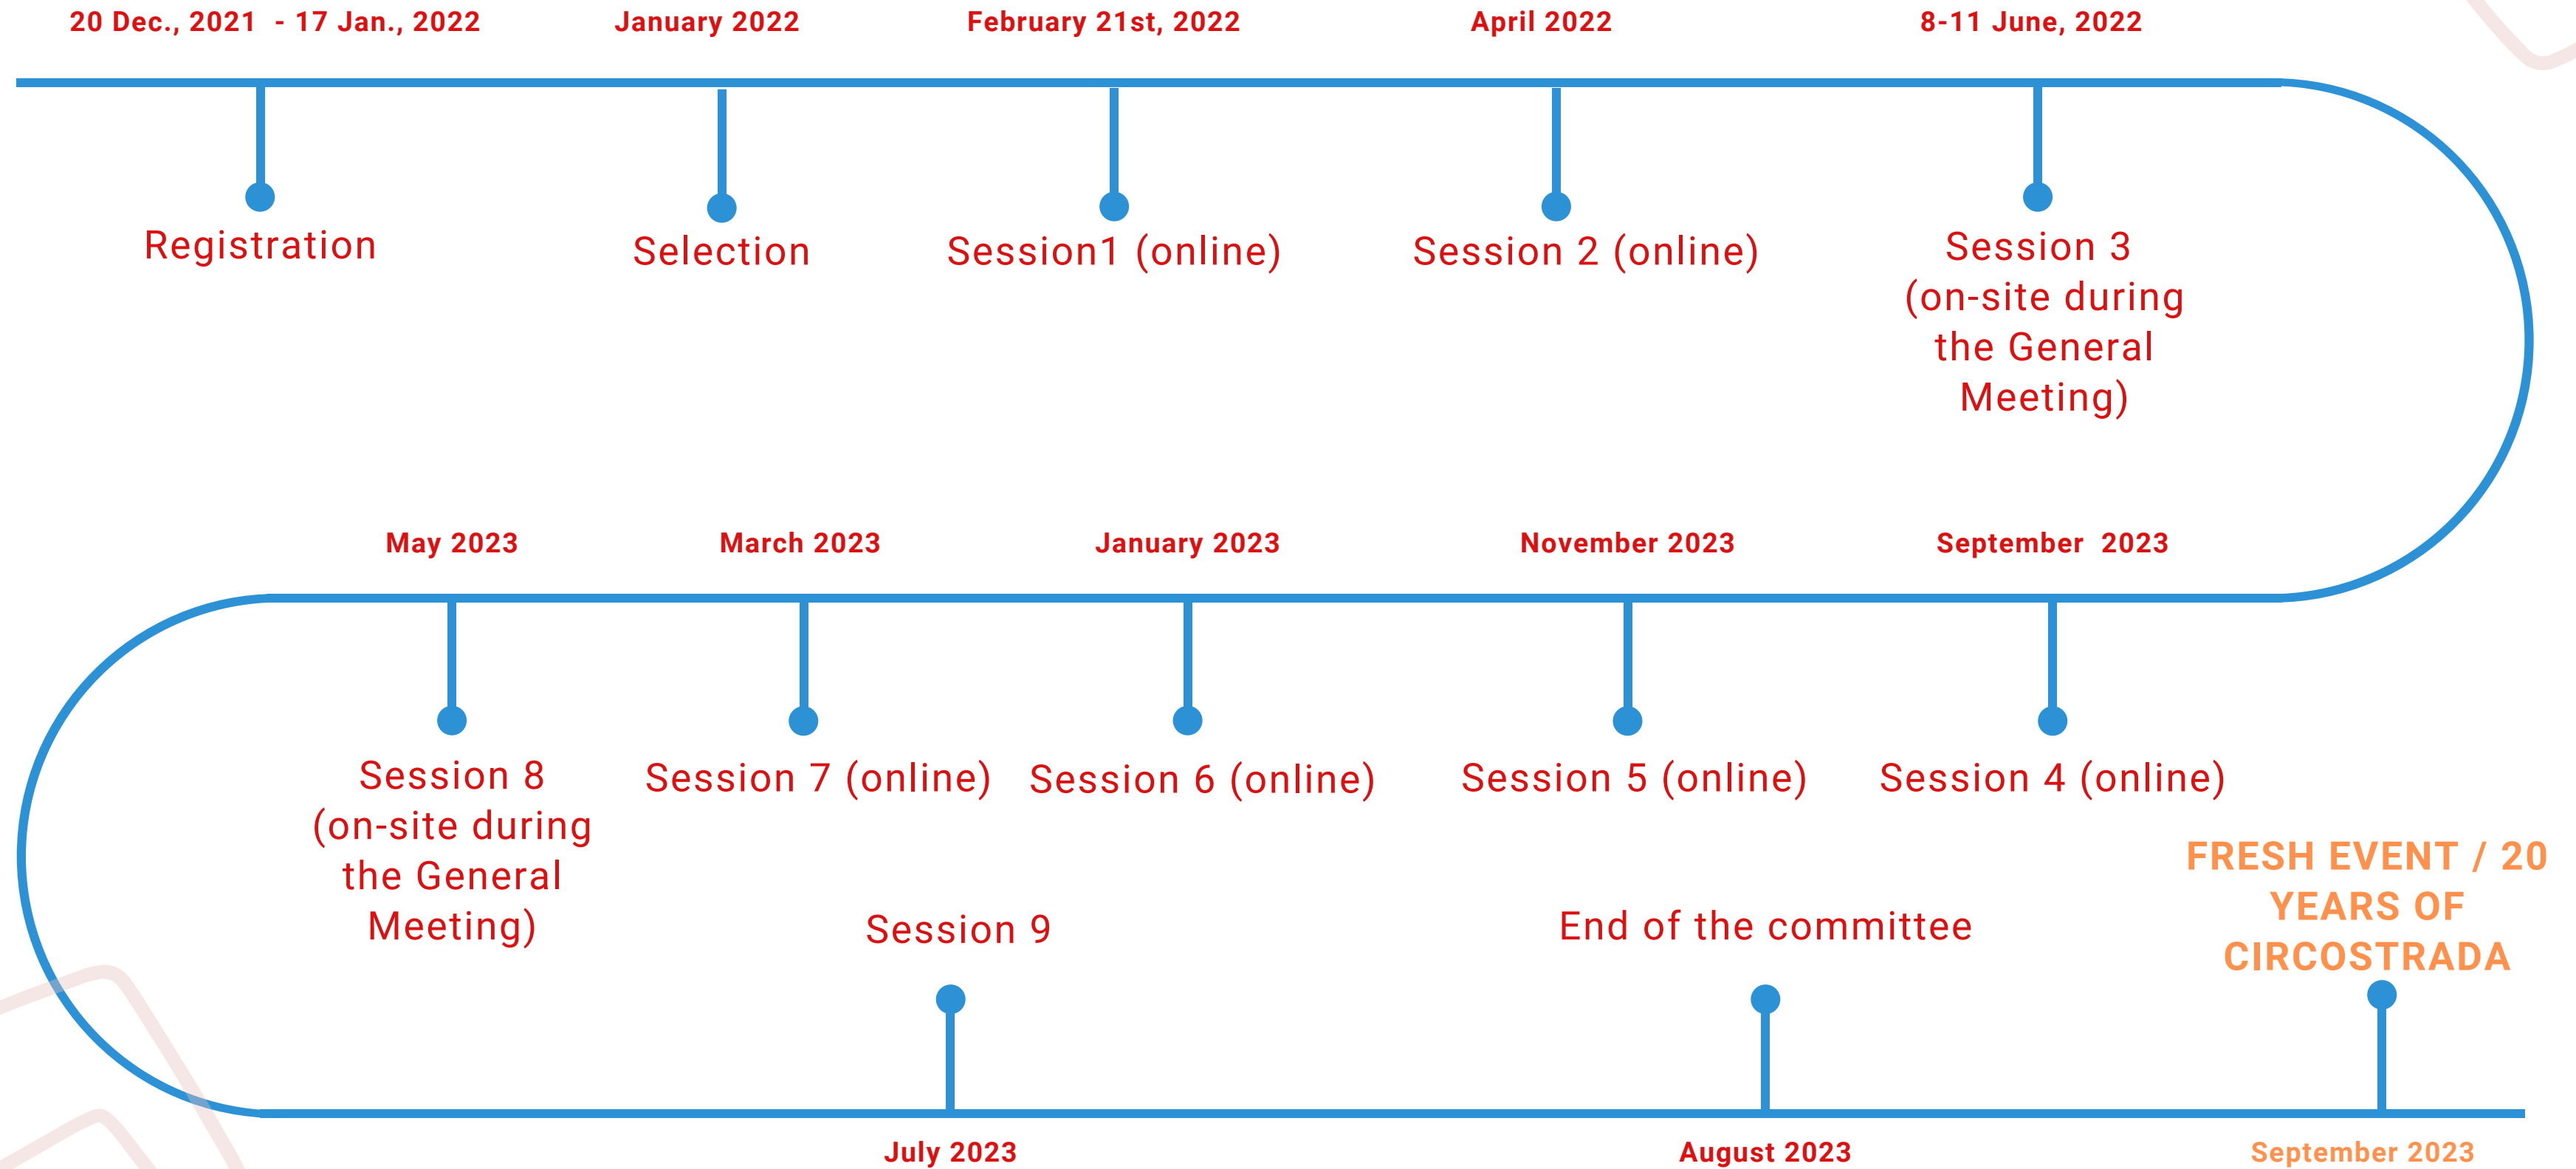 20 Dec., 2021  - 17 Jan., 2022
January 2022
February 21st, 2022
April 2022
8-11 June, 2022
Registration
Selection
Session1 (online)
Session 2 (online)
Session 3
(on-site during
the General
Meeting)
May 2023
March 2023
January 2023
November 2023
September  2023
Session 8
(on-site during
the General
Meeting)
Session 7 (online)
Session 6 (online)
Session 5 (online)
Session 4 (online)
Session 9
End of the committee
FRESH EVENT / 20
YEARS OF
CIRCOSTRADA
July 2023
August 2023
September 2023